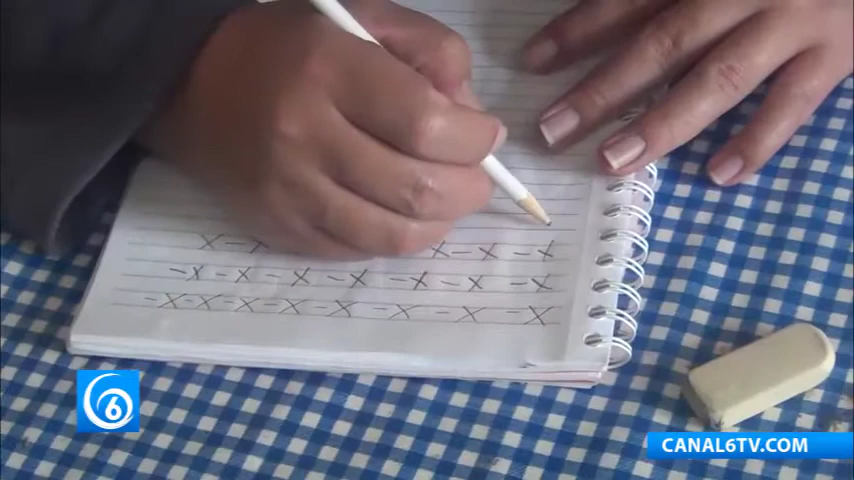 x - x - x - x
- x - x - x - x - x - x - x
- x - x - x - x - x - x - x - x
6
CANAL6TV.COM